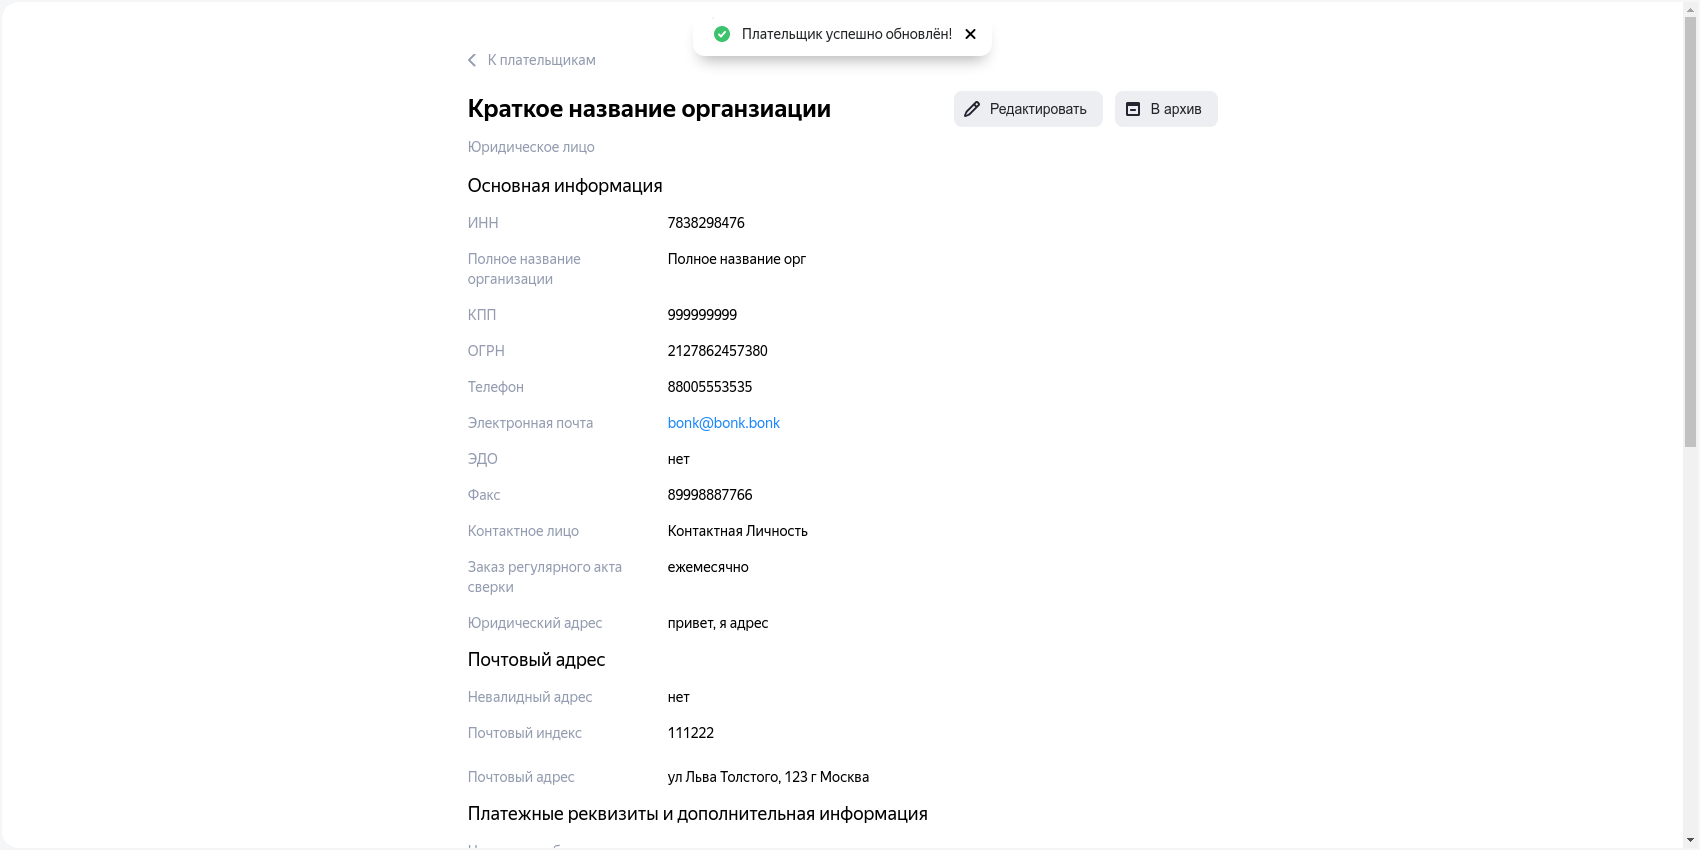 Плательщик успешно обновлён!
К плательщикам
Краткое название органзиации
Редактировать
В архив
Юридическое лицо
Основная информация
ИНН 7838298476
Полное название Полное название орг
организации
КПП 999999999
ОГРН 2127862457380
Телефон 88005553535
Электронная почта bonk@bonk.bonk
ЭДО нет
Факс 89998887766
Контактное лицо Контактная Личность
Заказ регулярного акта ежемесячно
сверки
Юридический адрес привет, я адрес
Почтовый адрес
Невалидный адрес нет
Почтовый индекс 111222
Почтовый адрес ул Льва Толстого, 123 г Москва
Платежные реквизиты и дополнительная информация